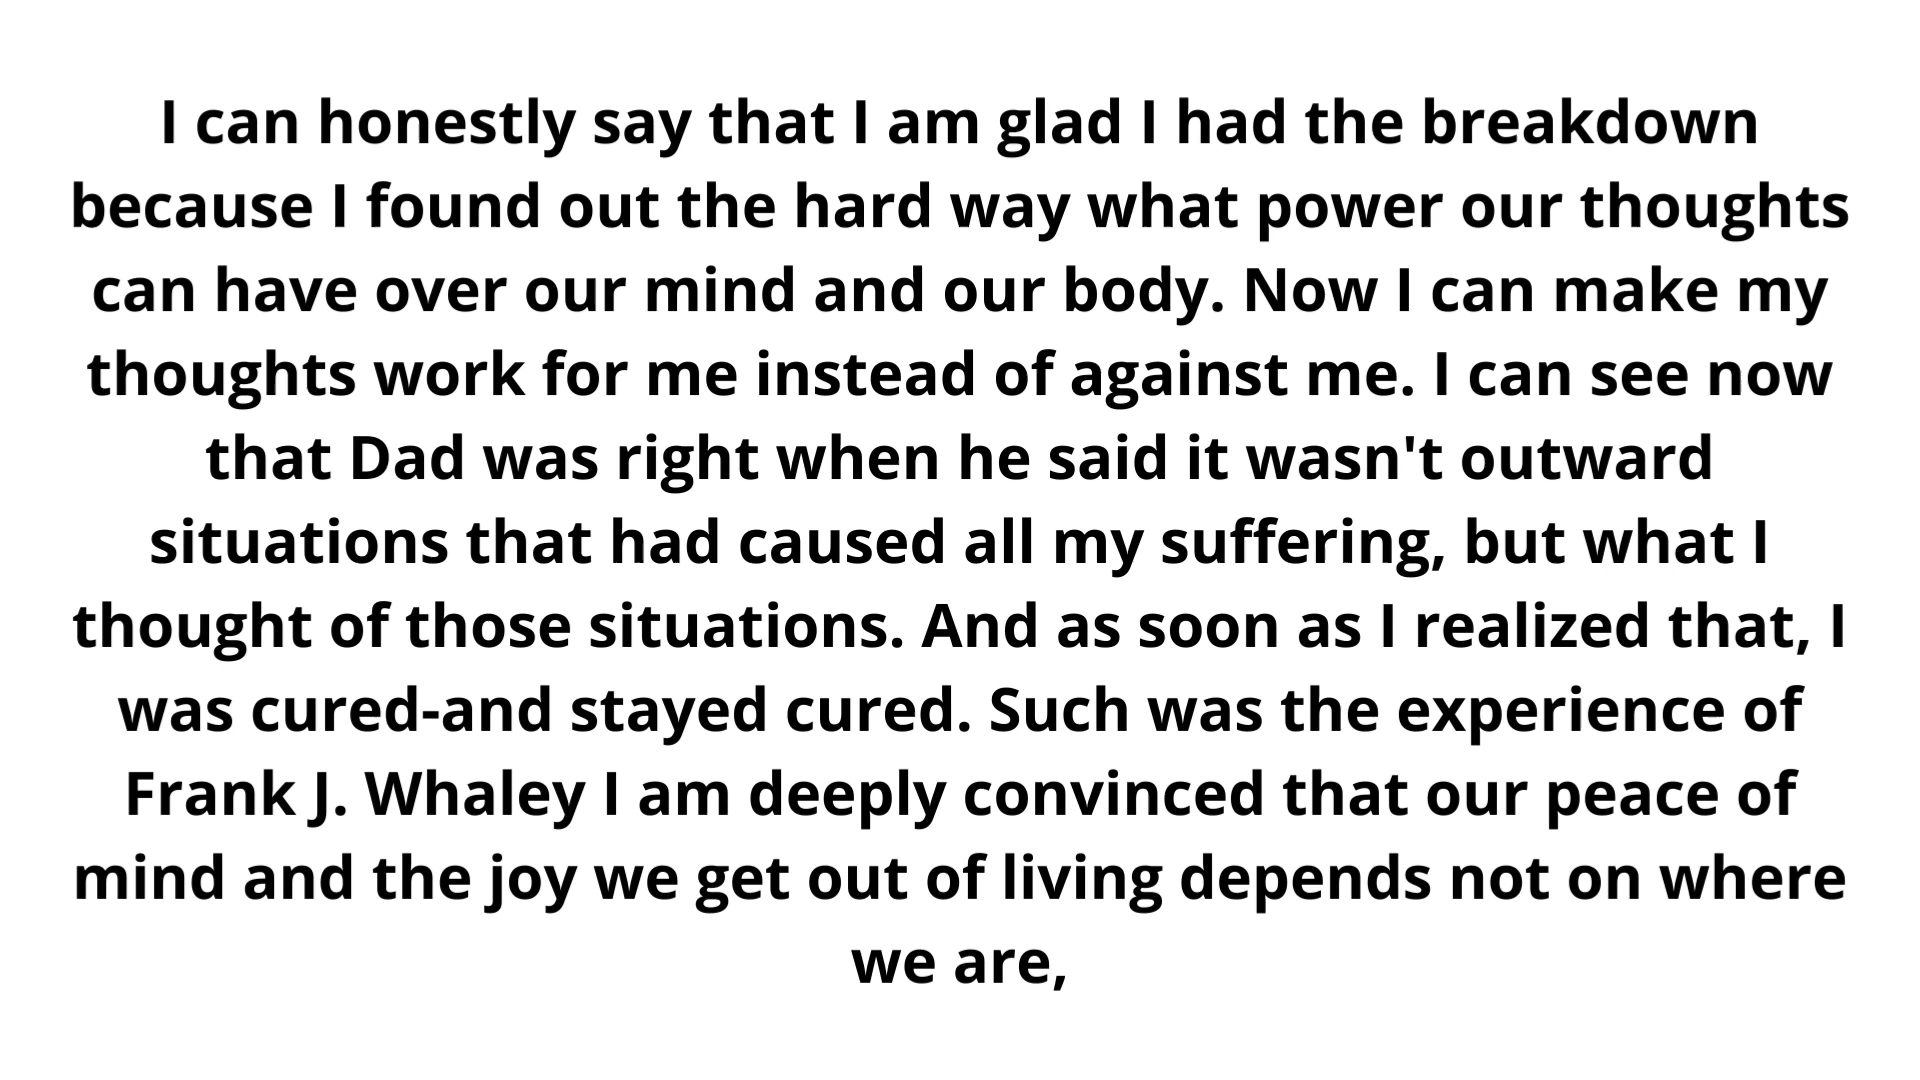 I can honestly say that I am glad I had the breakdown
because I found out the hard way what power our thoughts
can have over our mind and our body. Now I can make my
thoughts work for me instead of against me. I can see now
that Dad was right when he said it wasn't outward
situations that had caused all my suffering, but what I
thought of those situations. And as soon as I realized that, I
was cured-and stayed cured. Such was the experience of
Frank J. Whaley I am deeply convinced that our peace of
mind and the joy we get out of living depends not on where
we are,